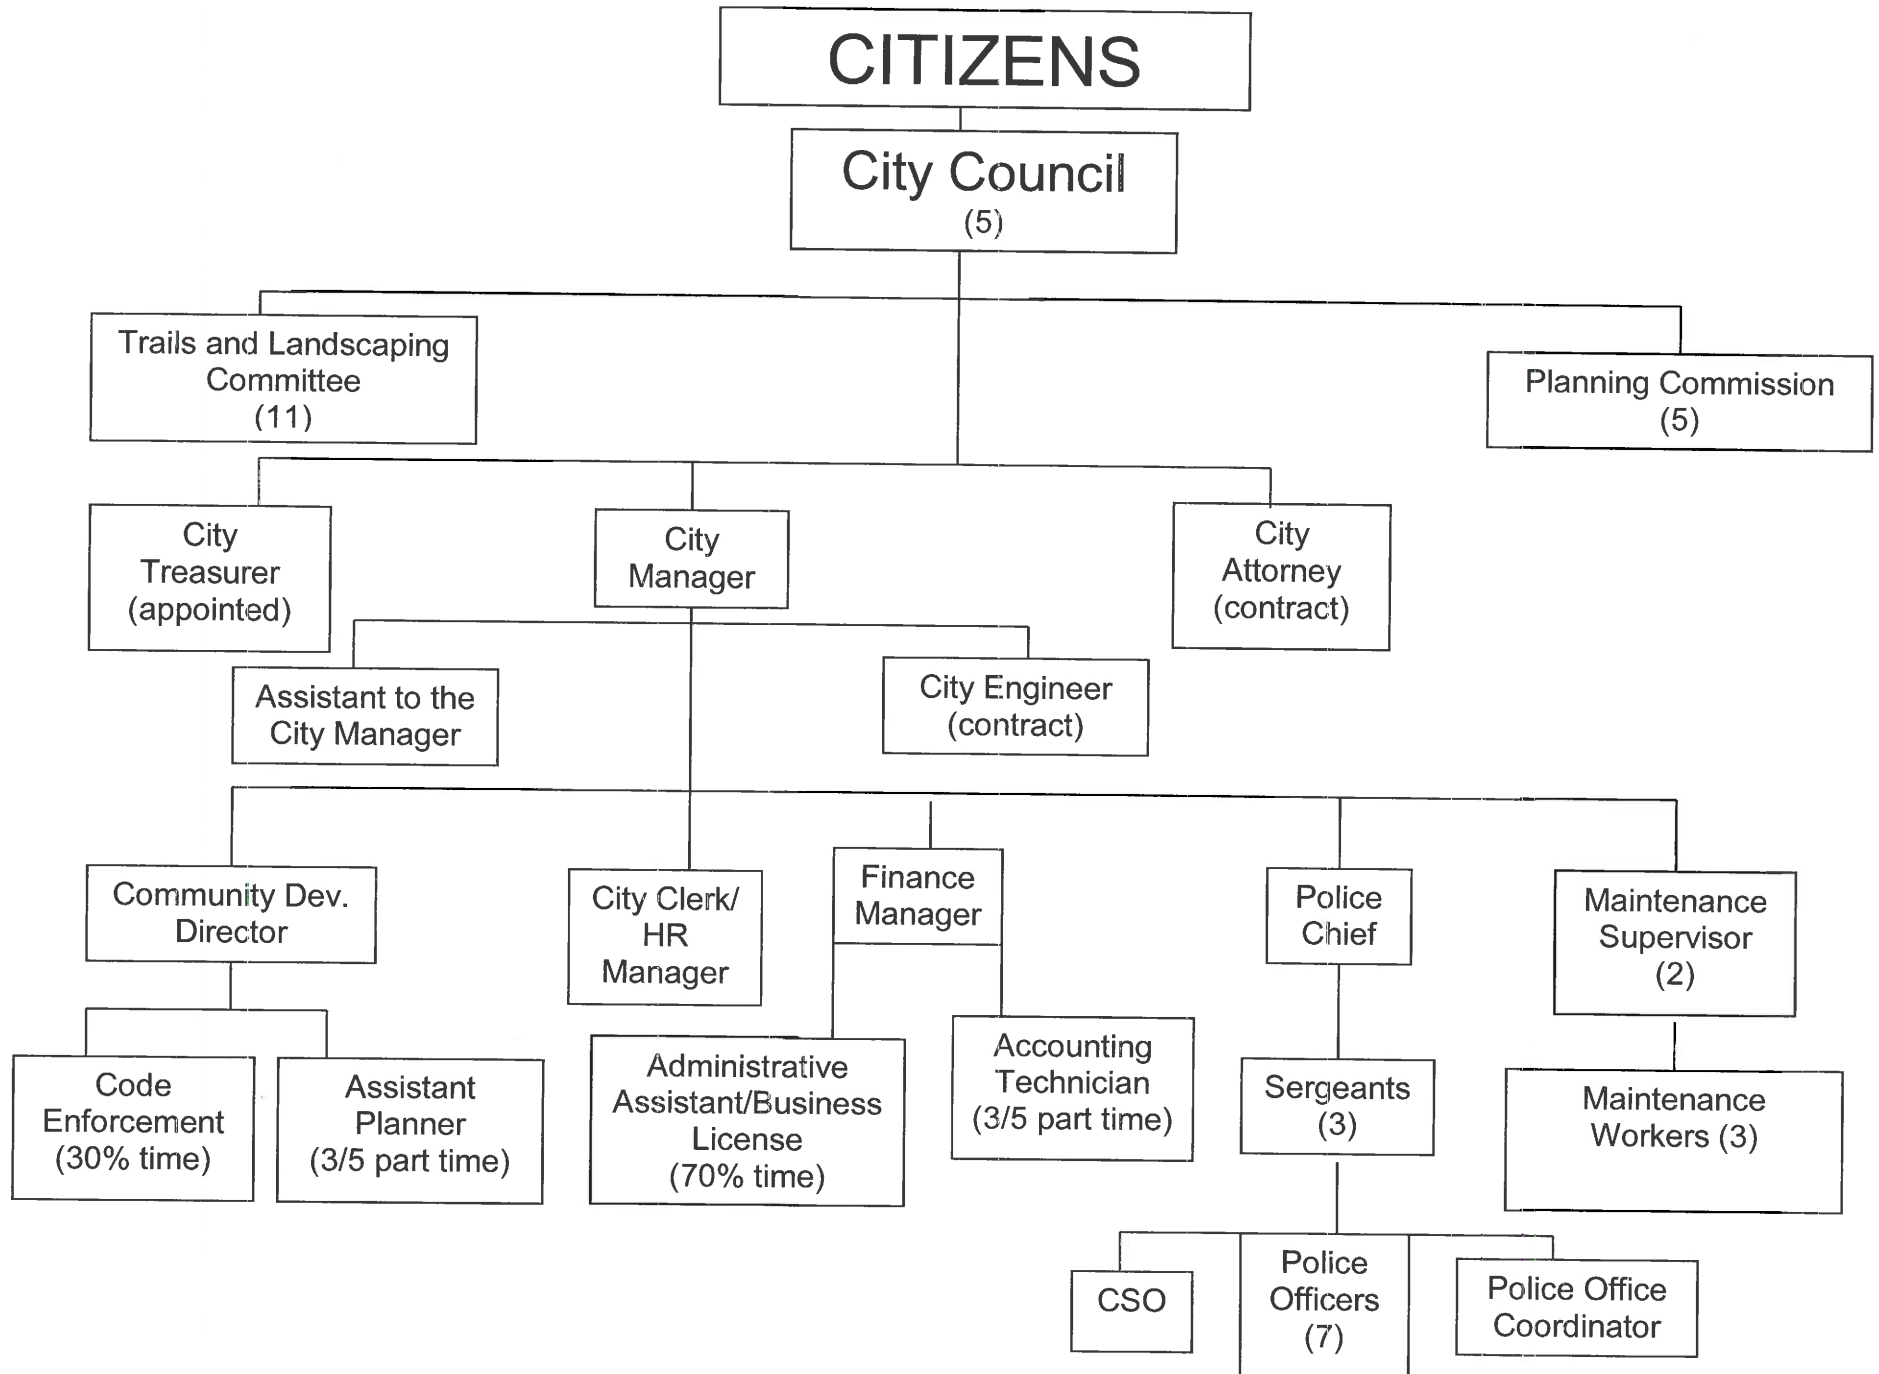 CITIZENS
City Council
(5)
Trails and Landscaping
Committee
(11)
Planning Commission
(5)
City
Treasurer
(appointed)
City
Manager
City
Attorney
(contract)
Assistant to the
City Manager
City Engineer
(contract)
Community Dev.
Director
City Clerk/
HR
Manager
Finance
Manager
Police
Chief
Maintenance
Supervisor
(2)
Code
Enforcement
(30% time)
Assistant
Planner
(3/5 part time)
Administrative
Assistant/Business
License
(70% time)
Accounting
Technician
(3/5 part time)
Sergeants
(3)
Maintenance
Workers (3)
CSO
Police
Officers
(7)
Police Office
Coordinator